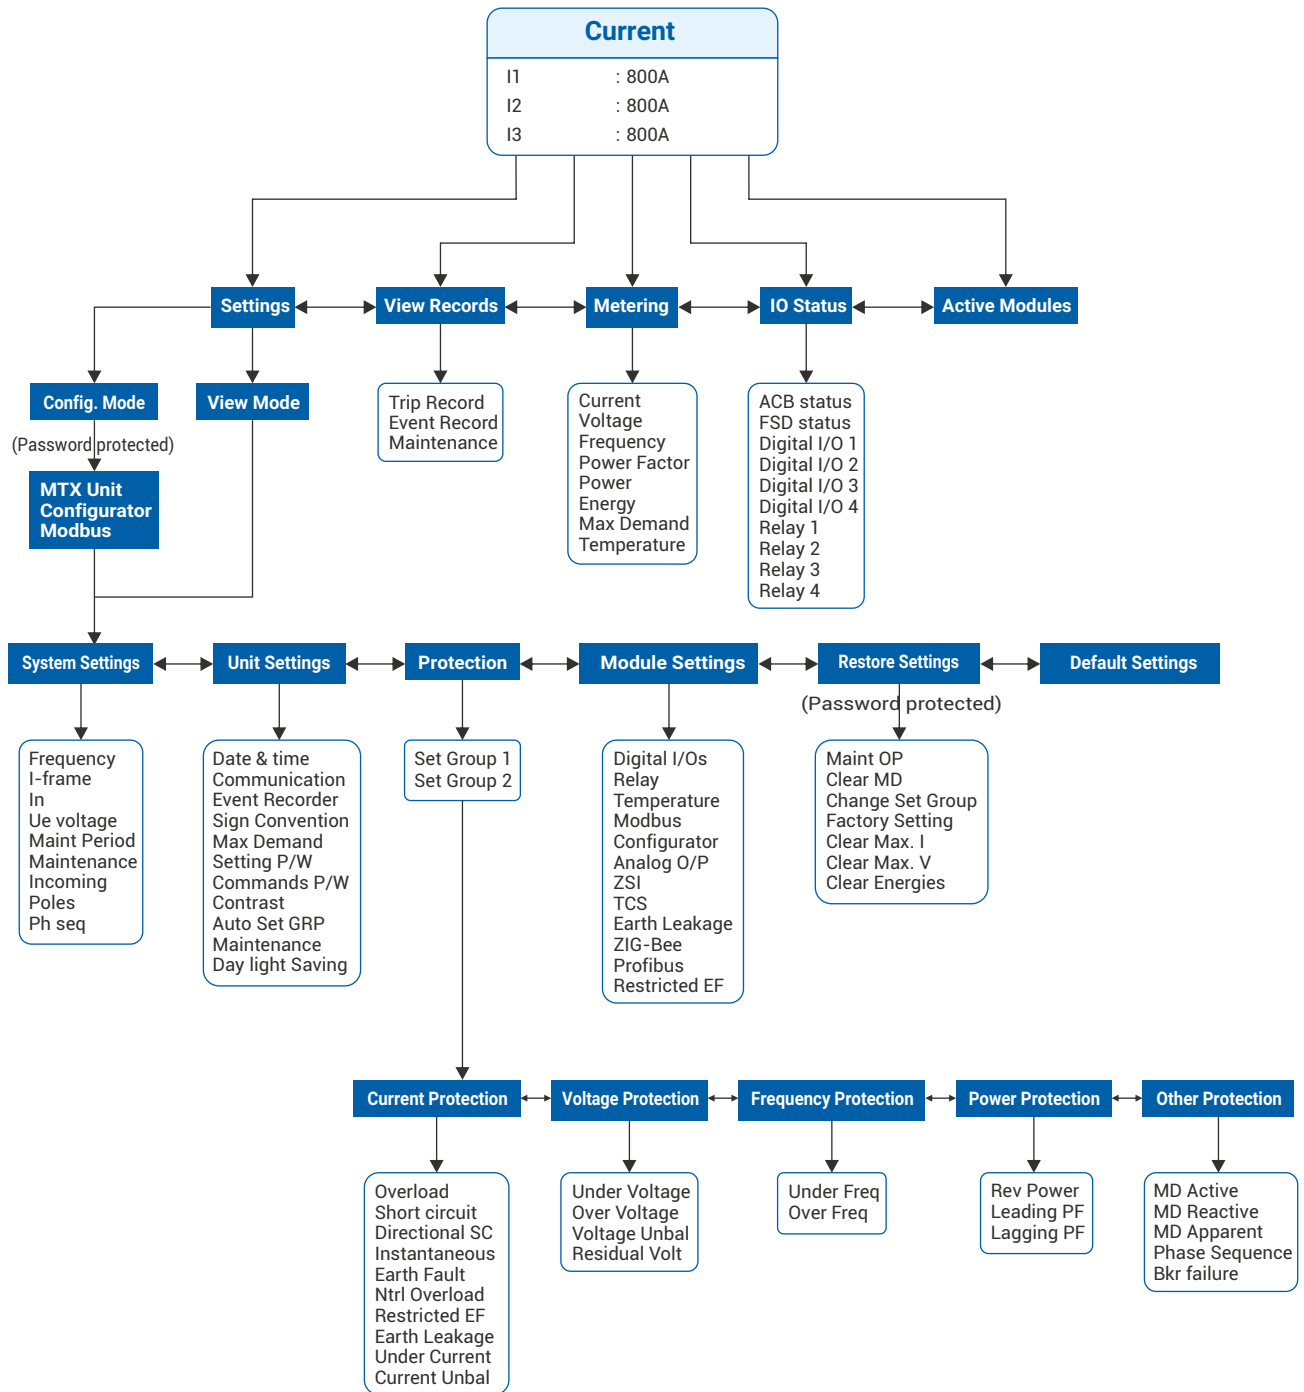 Current
I1 : 800A
I2 : 800A
I3 : 800A
Settings
View Records
Metering
IO Status
Active Modules
Config. Mode
View Mode
(Password protected)
MTX Unit
Configurator
Modbus
Trip Record
Event Record
Maintenance
Current
Voltage
Frequency
Power Factor
Power
Energy
Max Demand
Temperature
ACB status
FSD status
Digital I/O 1
Digital I/O 2
Digital I/O 3
Digital I/O 4
Relay 1
Relay 2
Relay 3
Relay 4
System Settings
Unit Settings
Protection
Module Settings
Restore Settings
Default Settings
(Password protected)
Frequency
I-frame
In
Ue voltage
Maint Period
Maintenance
Incoming
Poles
Ph seq
Date & time
Communication
Event Recorder
Sign Convention
Max Demand
Setting P/W
Commands P/W
Contrast
Auto Set GRP
Maintenance
Day light Saving
Set Group 1
Set Group 2
Digital I/Os
Relay
Temperature
Modbus
Configurator
Analog O/P
ZSI
TCS
Earth Leakage
ZIG-Bee
Profibus
Restricted EF
Maint OP
Clear MD
Change Set Group
Factory Setting
Clear Max. I
Clear Max. V
Clear Energies
Current Protection
Voltage Protection
Frequency Protection
Power Protection
Other Protection
Overload
Short circuit
Directional SC
Instantaneous
Earth Fault
Ntrl Overload
Restricted EF
Earth Leakage
Under Current
Current Unbal
Under Voltage
Over Voltage
Voltage Unbal
Residual Volt
Under Freq
Over Freq
Rev Power
Leading PF
Lagging PF
MD Active
MD Reactive
MD Apparent
Phase Sequence
Bkr failure